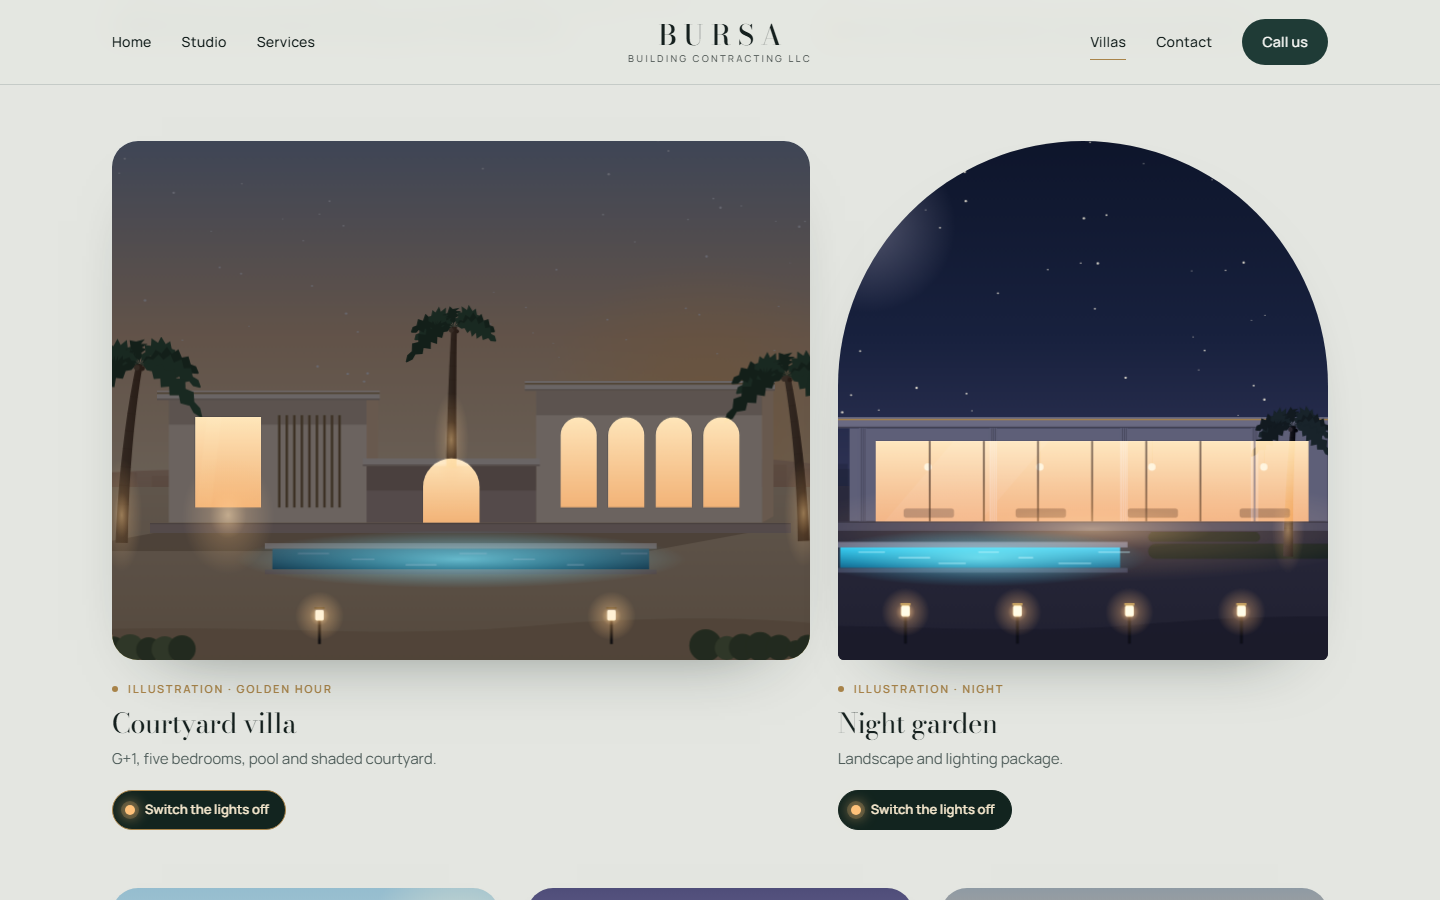 Home
Studio
Services
BURSA
BUILDING CONTRACTING LLC
Villas
Contact
Call us
ILLUSTRATION · GOLDEN HOUR
Courtyard villa
G+1, five bedrooms, pool and shaded courtyard.
Switch the lights off
ILLUSTRATION · NIGHT
Night garden
Landscape and lighting package.
Switch the lights off